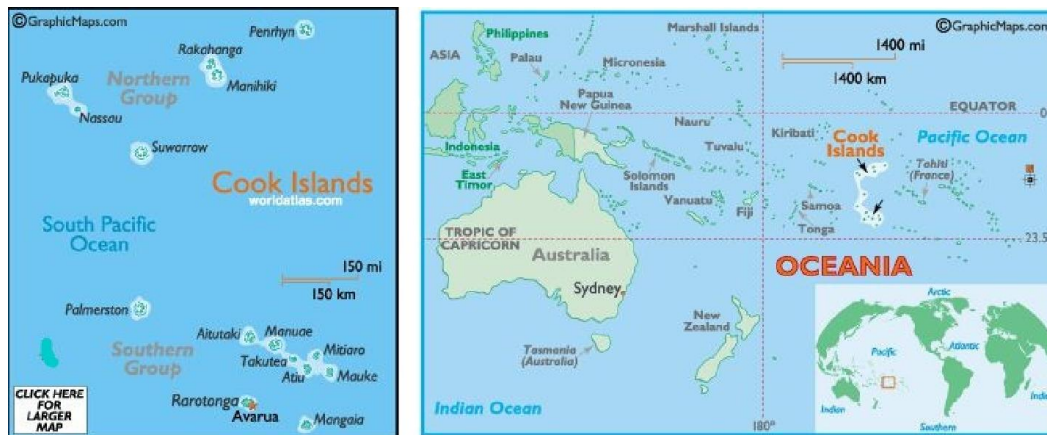 ©GraphicMaps.com
Penrhyn
Rakahanga
Pukapuka
Northern
Group
Manihiki
Nassau
Suwarrow
Cook Islands
worldatlas.com
South Pacific
Ocean
150 mi
150 km
Palmerston
Aitutaki
Manuae
Southern
Group
Takutea
Mitiaro
Atiu
Mauke
CLICK HERE
FOR
LARGER
MAP
Rarotonga
Avarua
Mangaia
©GraphicMaps.com
Philippines
Marshall Islands
1400 mi
1400 km
ASIA
Palau
Micronesia
Papua
New Guinea
EQUATOR
0
Nauru
Kiribati
Pacific Ocean
Indonesia
Tuvalu
Cook
Islands
Tahiti
(France)
East
Timor
Solomon
Islands
Vanuatu
Fiji
Samoa
Tonga
TROPIC OF
CAPRICORN
23.5
Australia
OCEANIA
Sydney
New
Zealand
Tasmania
(Australia)
Indian Ocean
180°
Arctic
Pacific
Atlantic
Indian
Indian
Southern